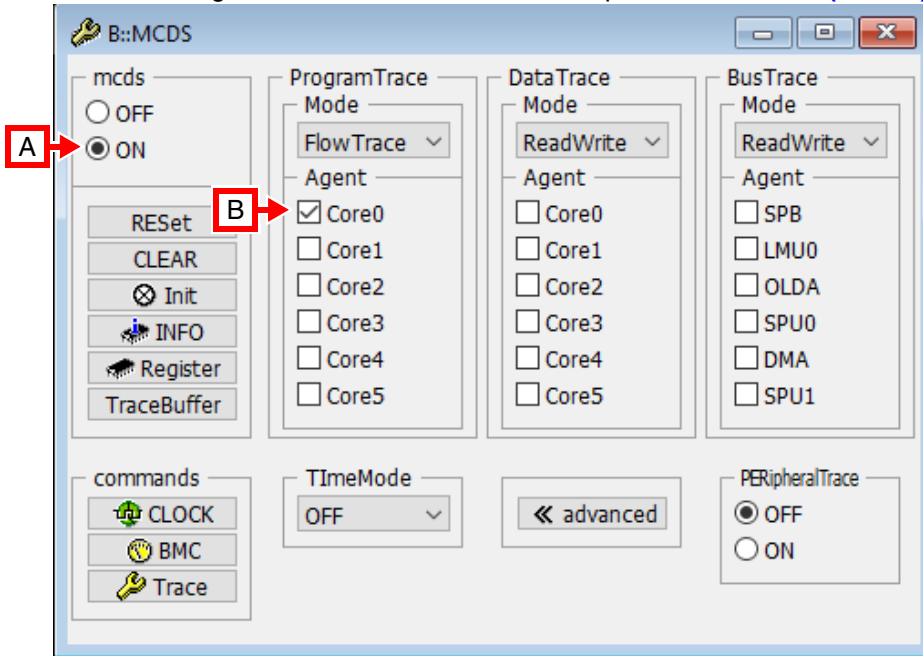 B::MCDS
mcds
OFF
A
ON
RESet
CLEAR
Init
INFO
Register
TraceBuffer
ProgramTrace
Mode
FlowTrace
Agent
B
Core0
Core1
Core2
Core3
Core4
Core5
DataTrace
Mode
ReadWrite
Agent
Core0
Core1
Core2
Core3
Core4
Core5
BusTrace
Mode
ReadWrite
Agent
SPB
LMU0
OLDA
SPU0
DMA
SPU1
commands
CLOCK
BMC
Trace
TImeMode
OFF
« advanced
PERipheralTrace
OFF
ON